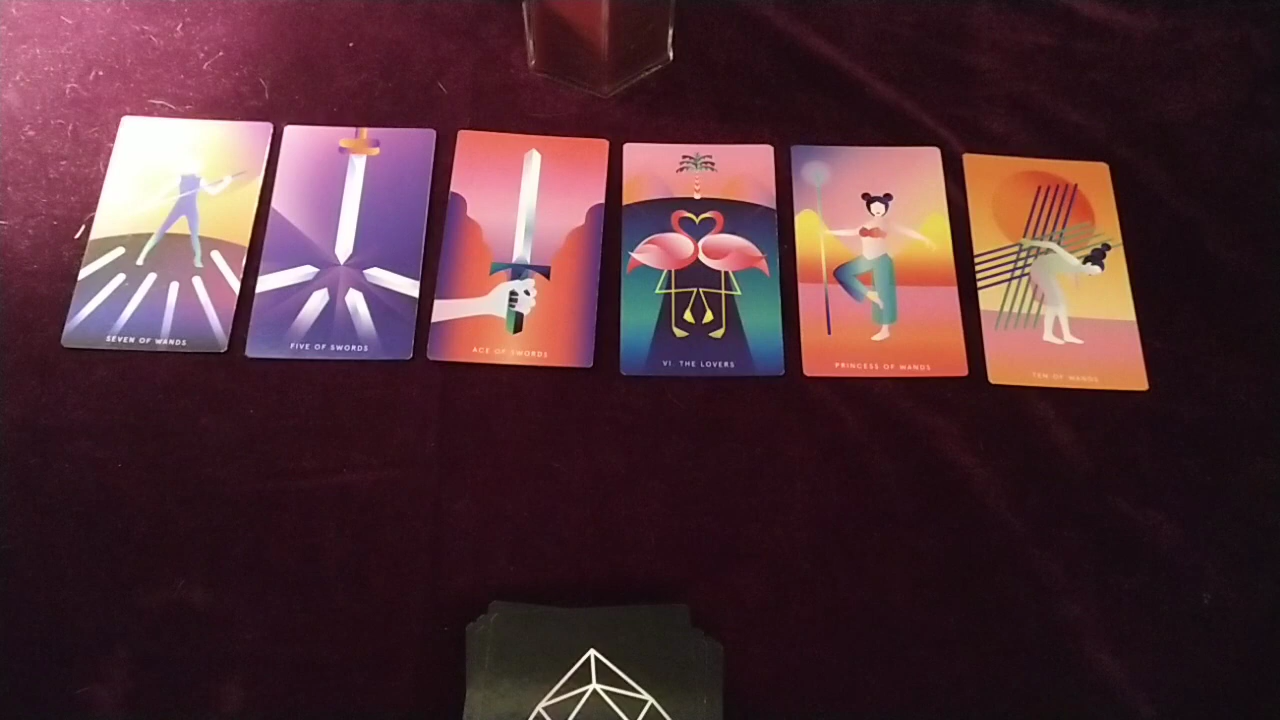 SEVEN OF WANDS
FIVE OF SWORDS
ACE OF SWORDS
VI. THE LOVERS
PRINCESS OF WANDS
TEN OF WANDS